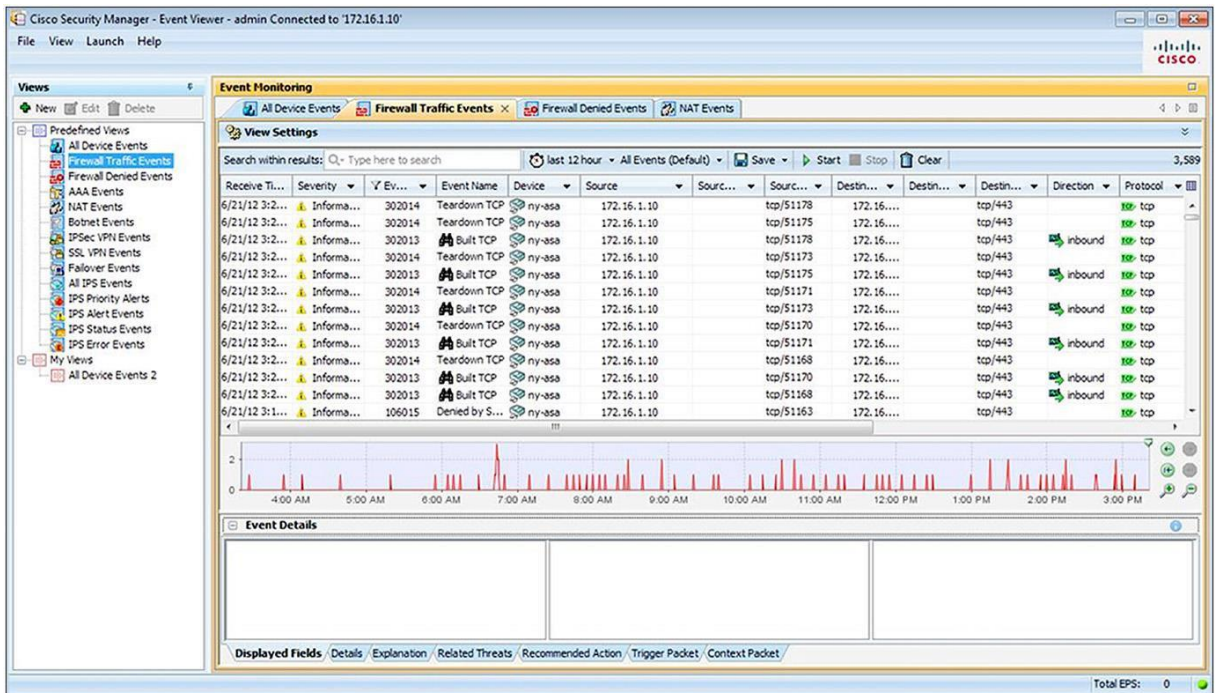 Cisco Security Manager - Event Viewer - admin Connected to '172.16.1.10'
File View Launch Help
CISCO
Views
New Edit Delete
Predefined Views
All Device Events
Firewall Traffic Events
Firewall Denied Events
AAA Events
NAT Events
Botnet Events
IPSec VPN Events
SSL VPN Events
Failover Events
All IPS Events
IPS Priority Alerts
IPS Alert Events
IPS Status Events
IPS Error Events
My Views
All Device Events 2
Event Monitoring
All Device Events Firewall Traffic Events Firewall Denied Events NAT Events
View Settings
Search within results: Type here to search last 12 hour All Events (Default) Save Start Stop Clear 3,589
Receive Ti... Severity Ev... Event Name Device Source Sourc... Sourc... Destin... Destin... Destin... Direction Protocol
6/21/12 3:2... Informa... 302014 Teardown TCP ny-asa 172.16.1.10 tcp/51178 172.16.... tcp/443 tcp
6/21/12 3:2... Informa... 302014 Teardown TCP ny-asa 172.16.1.10 tcp/51175 172.16.... tcp/443 tcp
6/21/12 3:2... Informa... 302013 Built TCP ny-asa 172.16.1.10 tcp/51178 172.16.... tcp/443 inbound tcp
6/21/12 3:2... Informa... 302014 Teardown TCP ny-asa 172.16.1.10 tcp/51173 172.16.... tcp/443 tcp
6/21/12 3:2... Informa... 302013 Built TCP ny-asa 172.16.1.10 tcp/51175 172.16.... tcp/443 inbound tcp
6/21/12 3:2... Informa... 302014 Teardown TCP ny-asa 172.16.1.10 tcp/51171 172.16.... tcp/443 tcp
6/21/12 3:2... Informa... 302013 Built TCP ny-asa 172.16.1.10 tcp/51173 172.16.... tcp/443 inbound tcp
6/21/12 3:2... Informa... 302014 Teardown TCP ny-asa 172.16.1.10 tcp/51170 172.16.... tcp/443 tcp
6/21/12 3:2... Informa... 302013 Built TCP ny-asa 172.16.1.10 tcp/51171 172.16.... tcp/443 inbound tcp
6/21/12 3:2... Informa... 302014 Teardown TCP ny-asa 172.16.1.10 tcp/51168 172.16.... tcp/443 tcp
6/21/12 3:2... Informa... 302013 Built TCP ny-asa 172.16.1.10 tcp/51170 172.16.... tcp/443 inbound tcp
6/21/12 3:2... Informa... 302013 Built TCP ny-asa 172.16.1.10 tcp/51168 172.16.... tcp/443 inbound tcp
6/21/12 3:1... Informa... 106015 Denied by S... ny-asa 172.16.1.10 tcp/51163 172.16.... tcp/443 tcp
2
0
4:00 AM 5:00 AM 6:00 AM 7:00 AM 8:00 AM 9:00 AM 10:00 AM 11:00 AM 12:00 PM 1:00 PM 2:00 PM 3:00 PM
Event Details
Displayed Fields Details Explanation Related Threats Recommended Action Trigger Packet Context Packet
Total EPS: 0